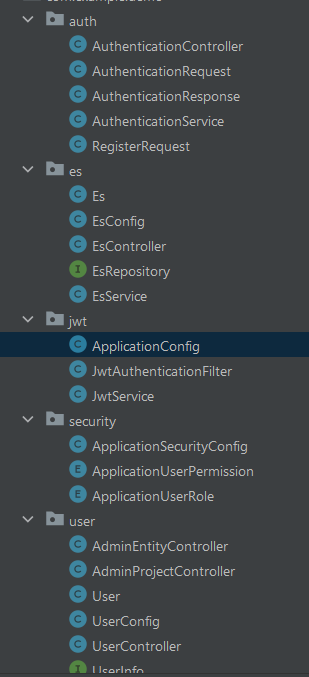 auth
AuthenticationController
AuthenticationRequest
AuthenticationResponse
AuthenticationService
RegisterRequest
es
Es
EsConfig
EsController
EsRepository
EsService
jwt
ApplicationConfig
JwtAuthenticationFilter
JwtService
security
ApplicationSecurityConfig
ApplicationUserPermission
ApplicationUserRole
user
AdminEntityController
AdminProjectController
User
UserConfig
UserController
UserInfo